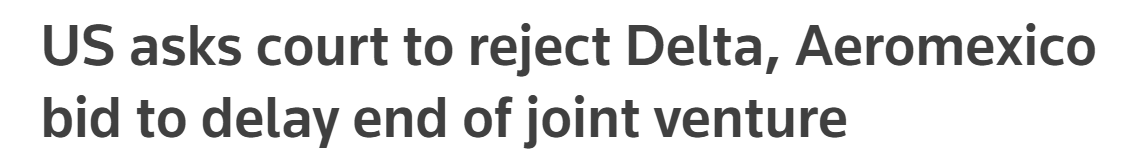 US asks court to reject Delta, Aeromexico
bid to delay end of joint venture